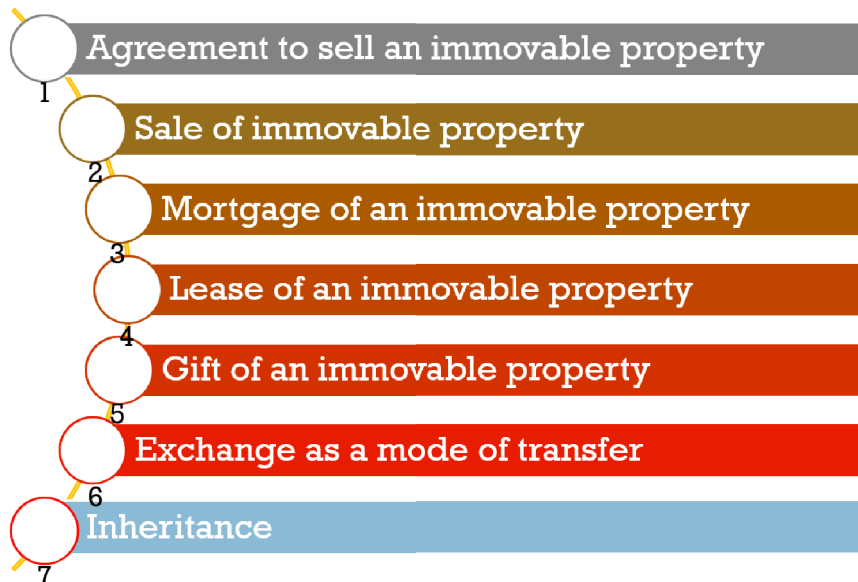 Agreement to sell an immovable property
1
Sale of immovable property
2
Mortgage of an immovable property
3
Lease of an immovable property
4
Gift of an immovable property
5
Exchange as a mode of transfer
6
Inheritance
7